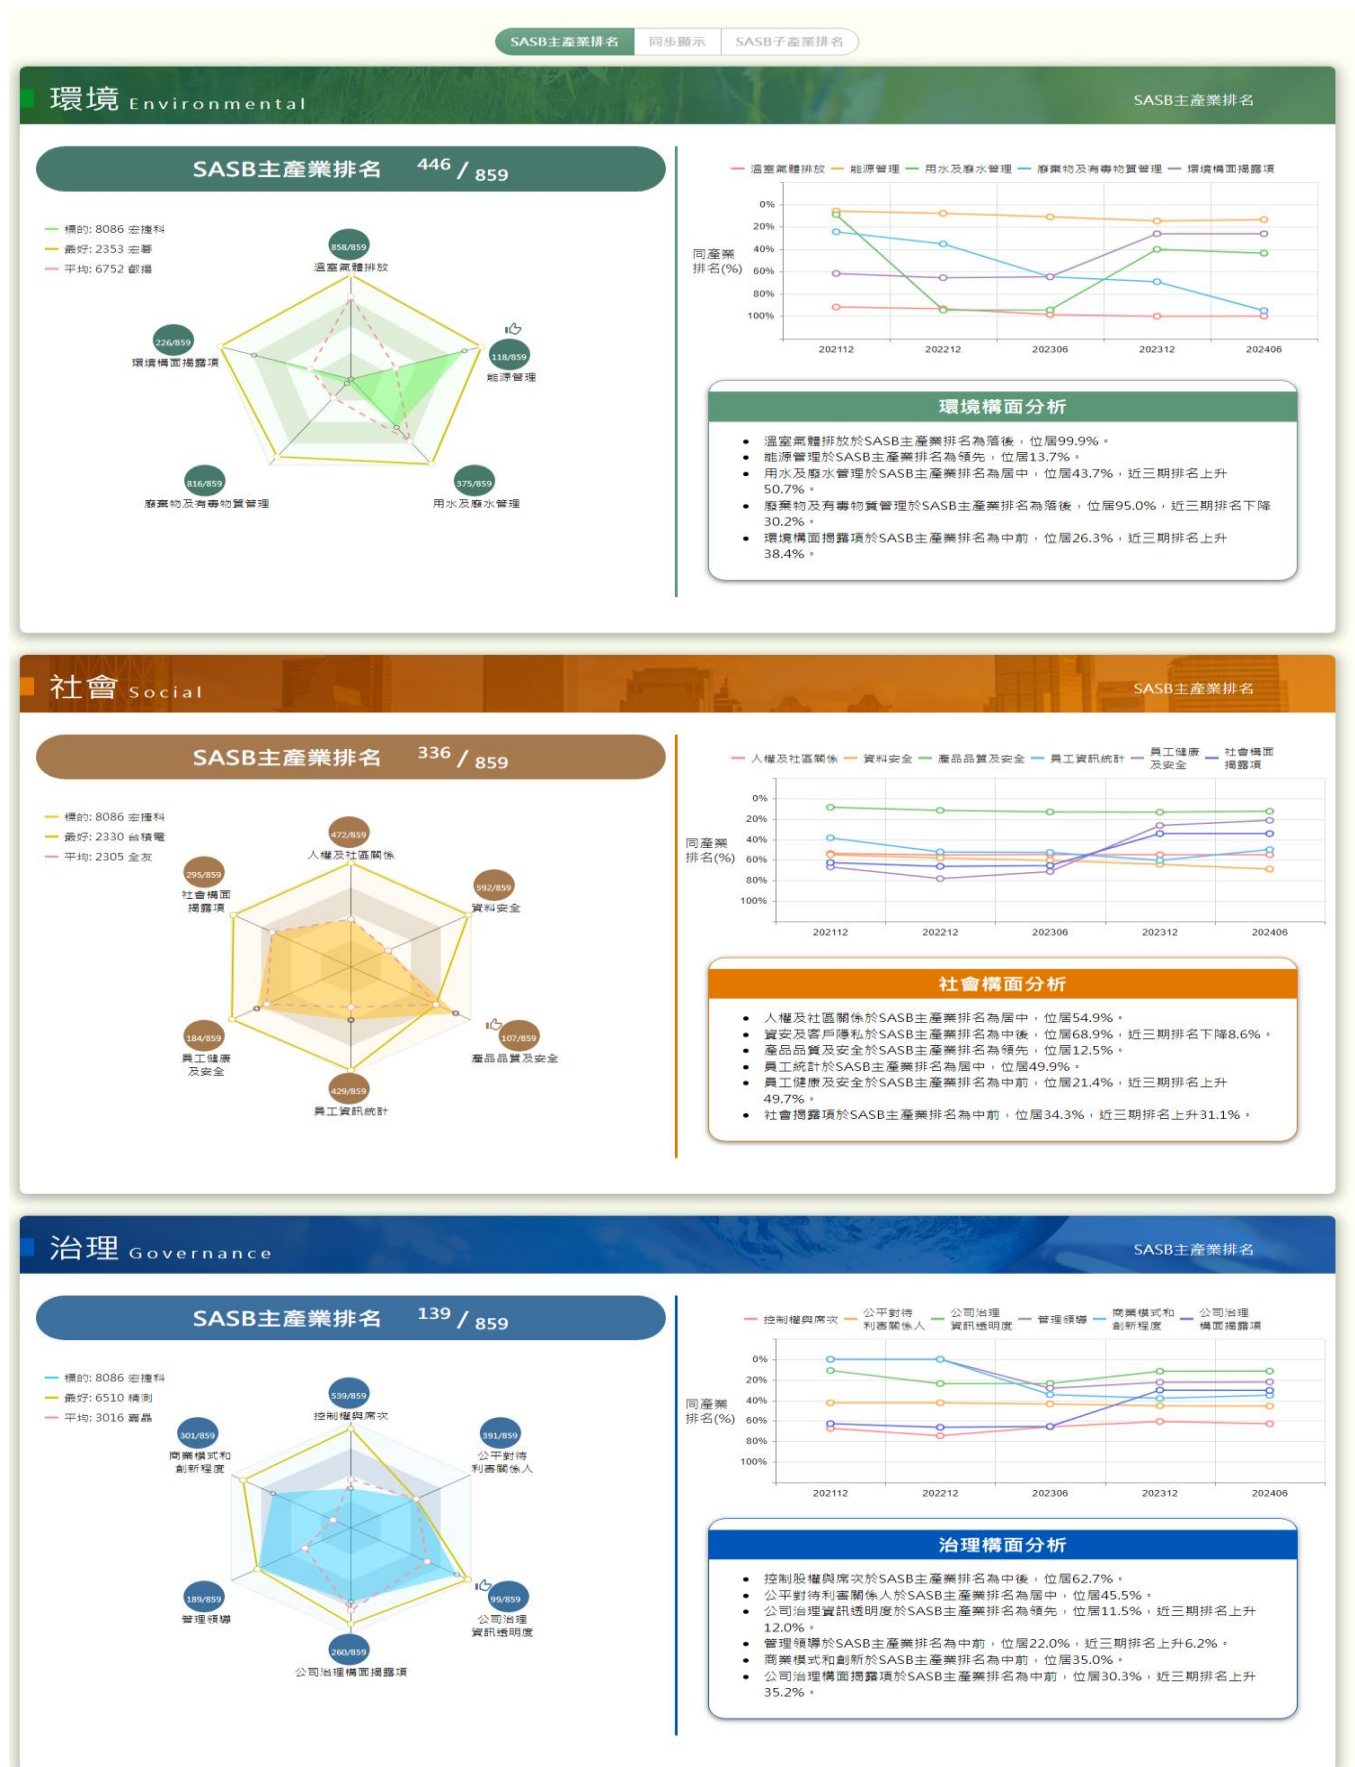 SASB主產業排名 同步顯示 SASB子產業排名
環境 Environmental
SASB主產業排名
SASB主產業排名 446 / 859
標的: 8086 宏捷科
最好: 2353 宏碁
平均: 6752 叡揚
858/859
溫室氣體排放
118/859
能源管理
375/859
用水及廢水管理
816/859
廢棄物及有毒物質管理
226/859
環境構面揭露項
溫室氣體排放 能源管理 用水及廢水管理 廢棄物及有毒物質管理 環境構面揭露項
同產業
排名(%)
0%
20%
40%
60%
80%
100%
202112 202212 202306 202312 202406
環境構面分析
• 溫室氣體排放於SASB主產業排名為落後，位居99.9%。
• 能源管理於SASB主產業排名為領先，位居13.7%。
• 用水及廢水管理於SASB主產業排名為居中，位居43.7%，近三期排名上升
50.7%。
• 廢棄物及有毒物質管理於SASB主產業排名為落後，位居95.0%，近三期排名下降
30.2%。
• 環境構面揭露項於SASB主產業排名為中前，位居26.3%，近三期排名上升
38.4%。
社會 Social
SASB主產業排名
SASB主產業排名 336 / 859
標的: 8086 宏捷科
最好: 2330 台積電
平均: 2305 全友
472/859
人權及社區關係
592/859
資料安全
107/859
產品品質及安全
429/859
員工資訊統計
184/859
員工健康
及安全
295/859
社會構面
揭露項
人權及社區關係 資料安全 產品品質及安全 員工資訊統計 員工健康
及安全 社會構面
揭露項
同產業
排名(%)
0%
20%
40%
60%
80%
100%
202112 202212 202306 202312 202406
社會構面分析
• 人權及社區關係於SASB主產業排名為居中，位居54.9%。
• 資安及客戶隱私於SASB主產業排名為中後，位居68.9%，近三期排名下降8.6%。
• 產品品質及安全於SASB主產業排名為領先，位居12.5%。
• 員工統計於SASB主產業排名為居中，位居49.9%。
• 員工健康及安全於SASB主產業排名為中前，位居21.4%，近三期排名上升
49.7%。
• 社會揭露項於SASB主產業排名為中前，位居34.3%，近三期排名上升31.1%。
治理 Governance
SASB主產業排名
SASB主產業排名 139 / 859
標的: 8086 宏捷科
最好: 6510 精測
平均: 3016 嘉晶
539/859
控制權與席次
391/859
公平對待
利害關係人
99/859
公司治理
資訊透明度
260/859
公司治理構面揭露項
189/859
管理領導
301/859
商業模式和
創新程度
控制權與席次 公平對待
利害關係人 公司治理
資訊透明度 管理領導 商業模式和
創新程度 公司治理
構面揭露項
同產業
排名(%)
0%
20%
40%
60%
80%
100%
202112 202212 202306 202312 202406
治理構面分析
• 控制股權與席次於SASB主產業排名為中後，位居62.7%。
• 公平對待利害關係人於SASB主產業排名為居中，位居45.5%。
• 公司治理資訊透明度於SASB主產業排名為領先，位居11.5%，近三期排名上升
12.0%。
• 管理領導於SASB主產業排名為中前，位居22.0%，近三期排名上升6.2%。
• 商業模式和創新於SASB主產業排名為中前，位居35.0%。
• 公司治理構面揭露項於SASB主產業排名為中前，位居30.3%，近三期排名上升
35.2%。